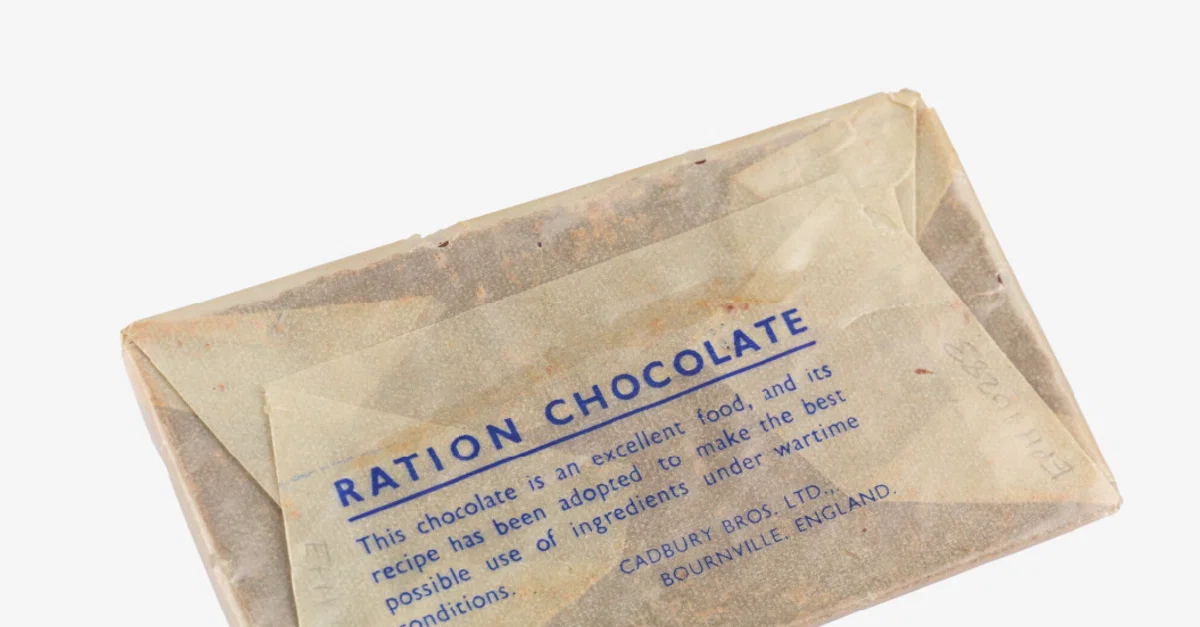 RATION CHOCOLATE
This chocolate is an excellent food, and its
recipe has been adopted to make the best
possible use of ingredients under wartime
conditions.
CADBURY BROS. LTD.,
BOURNVILLE, ENGLAND.
EPH